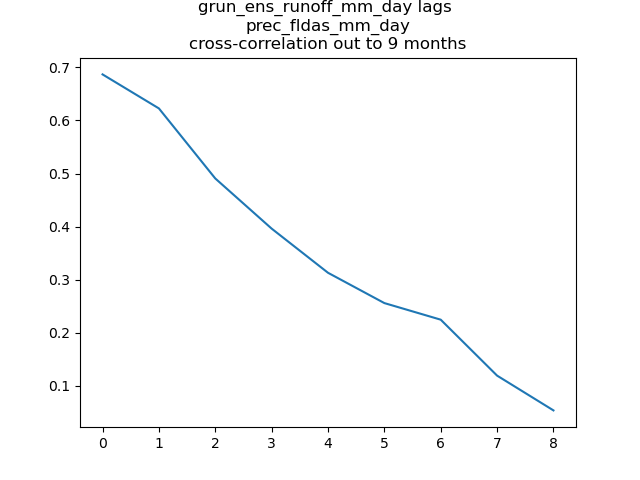 grun_ens_runoff_mm_day lags
prec_fldas_mm_day
cross-correlation out to 9 months
0.7
0.6
0.5
0.4
0.3
0.2
0.1
0 1 2 3 4 5 6 7 8